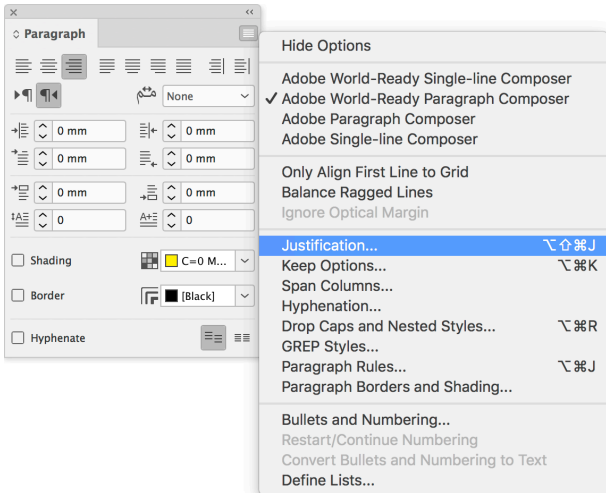 Paragraph
None
0 mm
0 mm
0 mm
0 mm
0 mm
0 mm
0
0
Shading
C=0 M...
Border
[Black]
Hyphenate
Hide Options
Adobe World-Ready Single-line Composer
✓ Adobe World-Ready Paragraph Composer
Adobe Paragraph Composer
Adobe Single-line Composer
Only Align First Line to Grid
Balance Ragged Lines
Ignore Optical Margin
Justification... ⌥⇧⌘J
Keep Options... ⌥⌘K
Span Columns...
Hyphenation...
Drop Caps and Nested Styles... ⌥⌘R
GREP Styles...
Paragraph Rules... ⌥⌘J
Paragraph Borders and Shading...
Bullets and Numbering...
Restart/Continue Numbering
Convert Bullets and Numbering to Text
Define Lists...